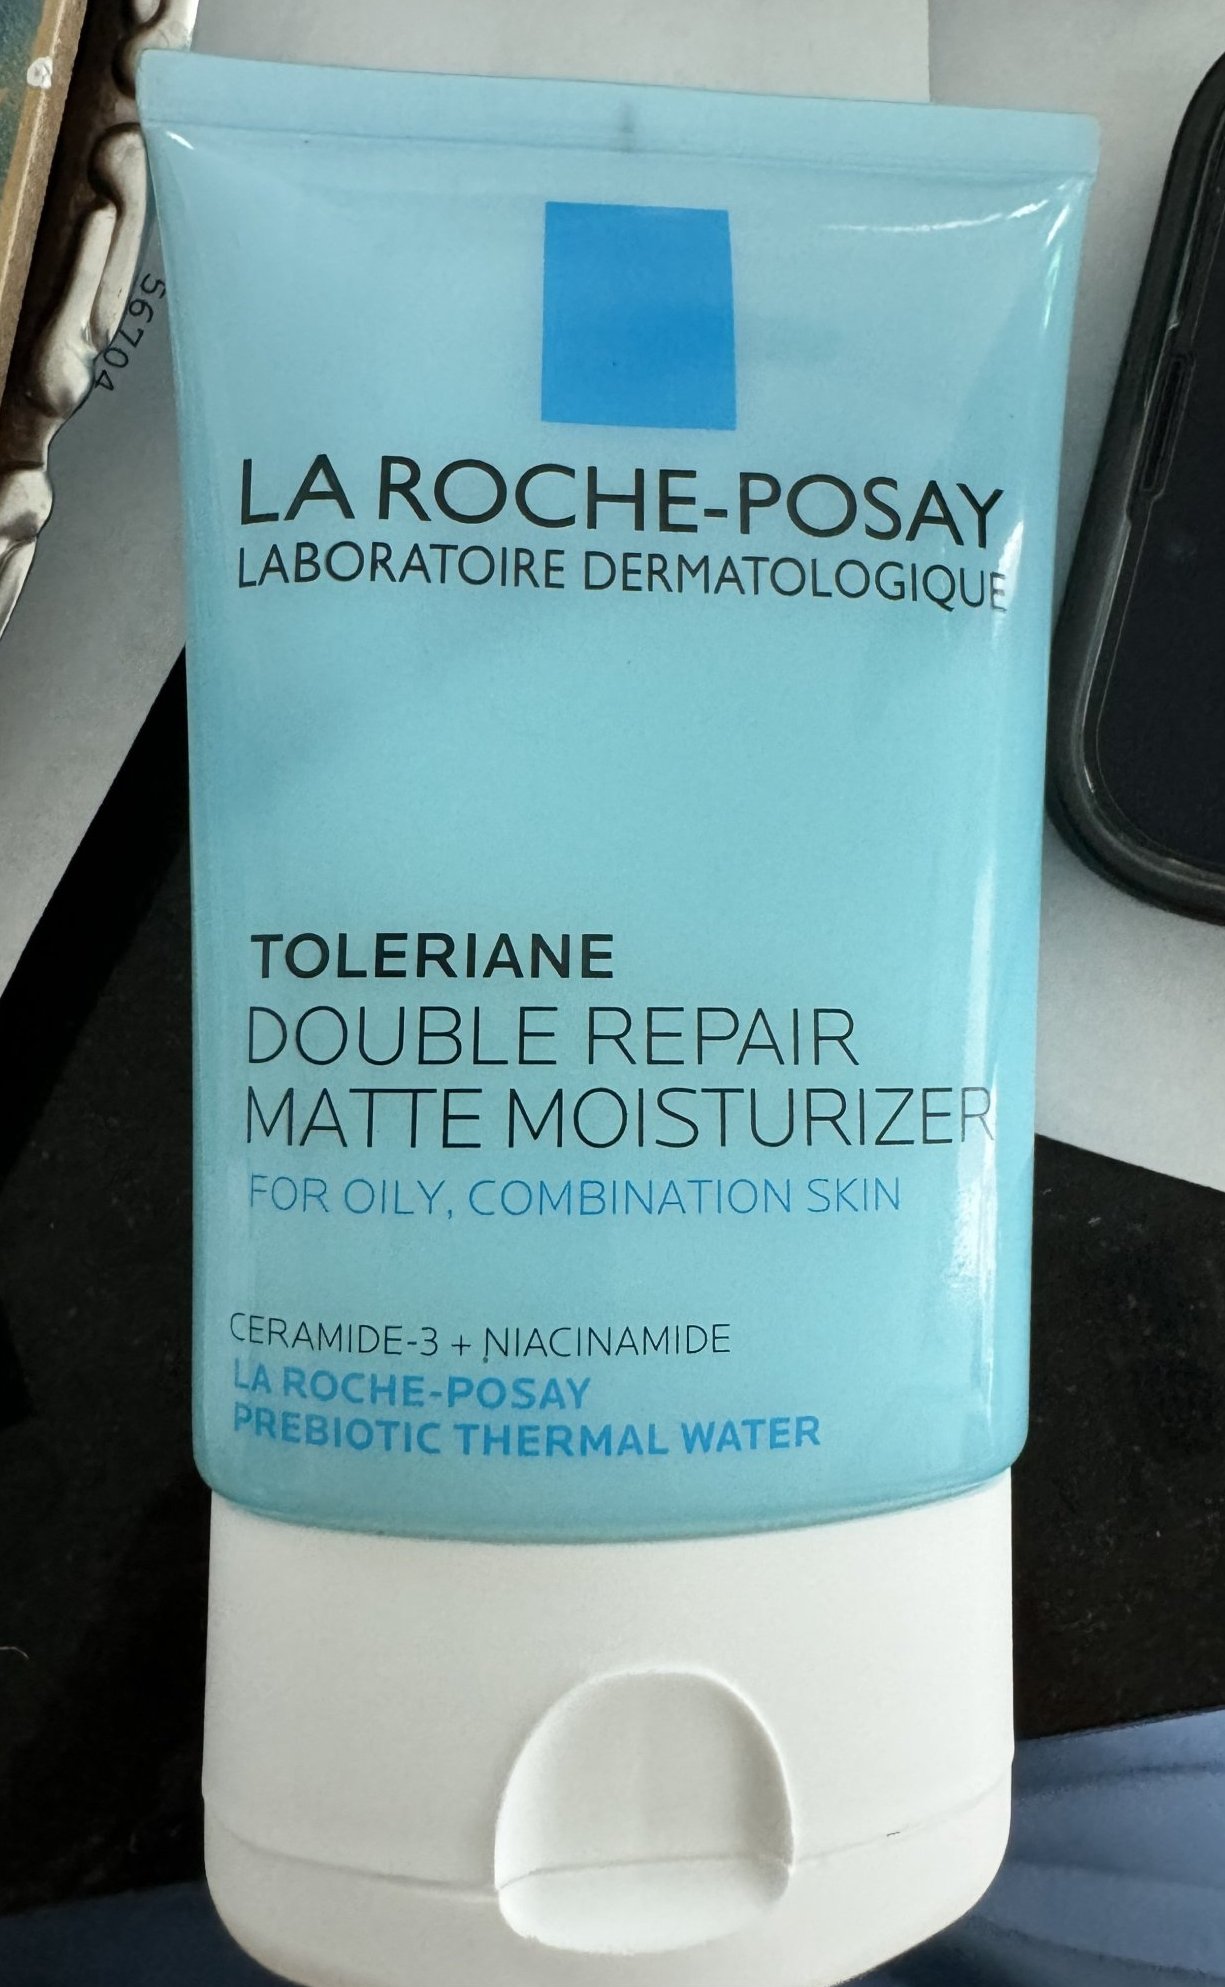 LA ROCHE-POSAY
LABORATOIRE DERMATOLOGIQUE
TOLERIANE
DOUBLE REPAIR
MATTE MOISTURIZER
FOR OILY, COMBINATION SKIN
CERAMIDE-3 + NIACINAMIDE
LA ROCHE-POSAY
PREBIOTIC THERMAL WATER
56704